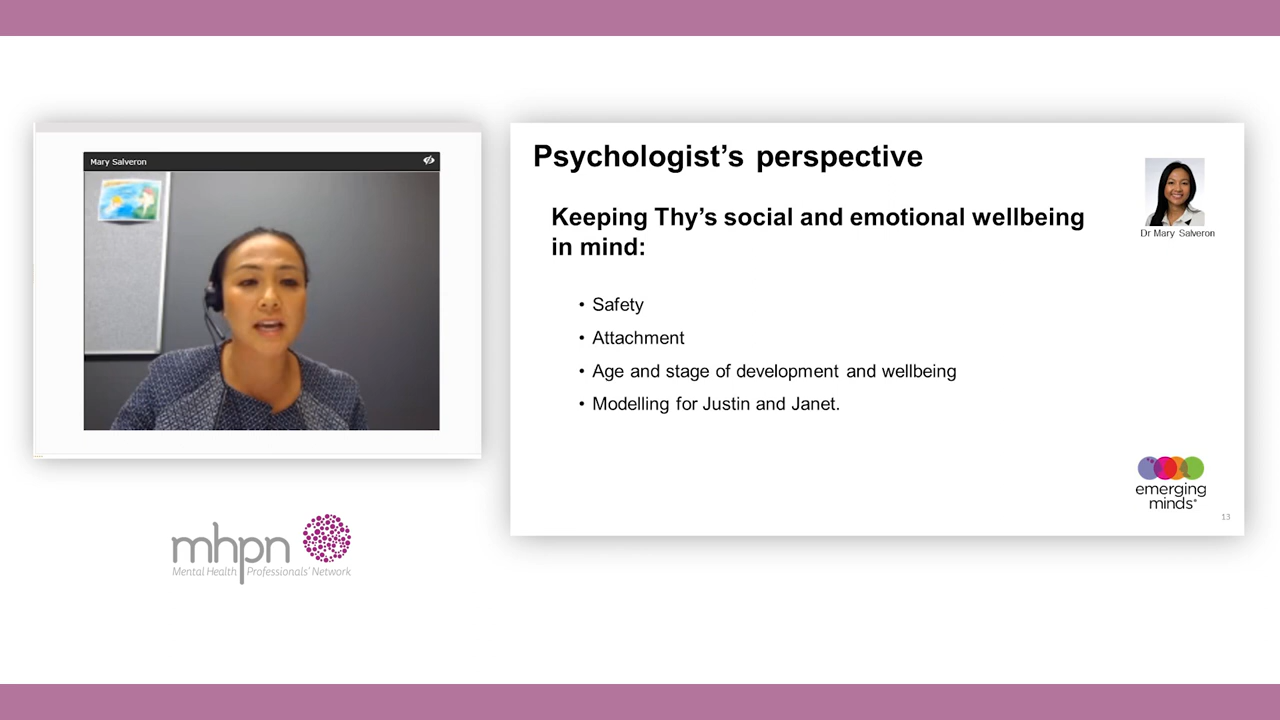 Mary Salveron
Psychologist’s perspective
Keeping Thy’s social and emotional wellbeing
in mind:
• Safety
• Attachment
• Age and stage of development and wellbeing
• Modelling for Justin and Janet.
Dr Mary Salveron
emerging
minds
13
mhpn
Mental Health Professionals’ Network